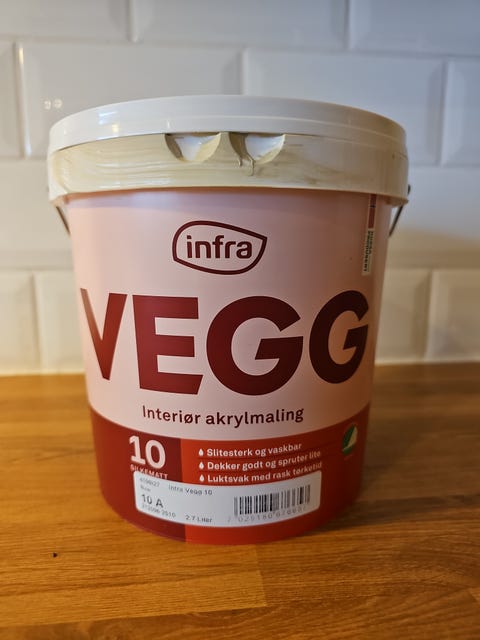 infra
VEGG
Interiør akrylmaling
10
SILKEMATT
Slitesterk og vaskbar
Dekker godt og spruter lite
Luktsvak med rask tørketid
Infra Vegg 10
10 A
2.7 Liter